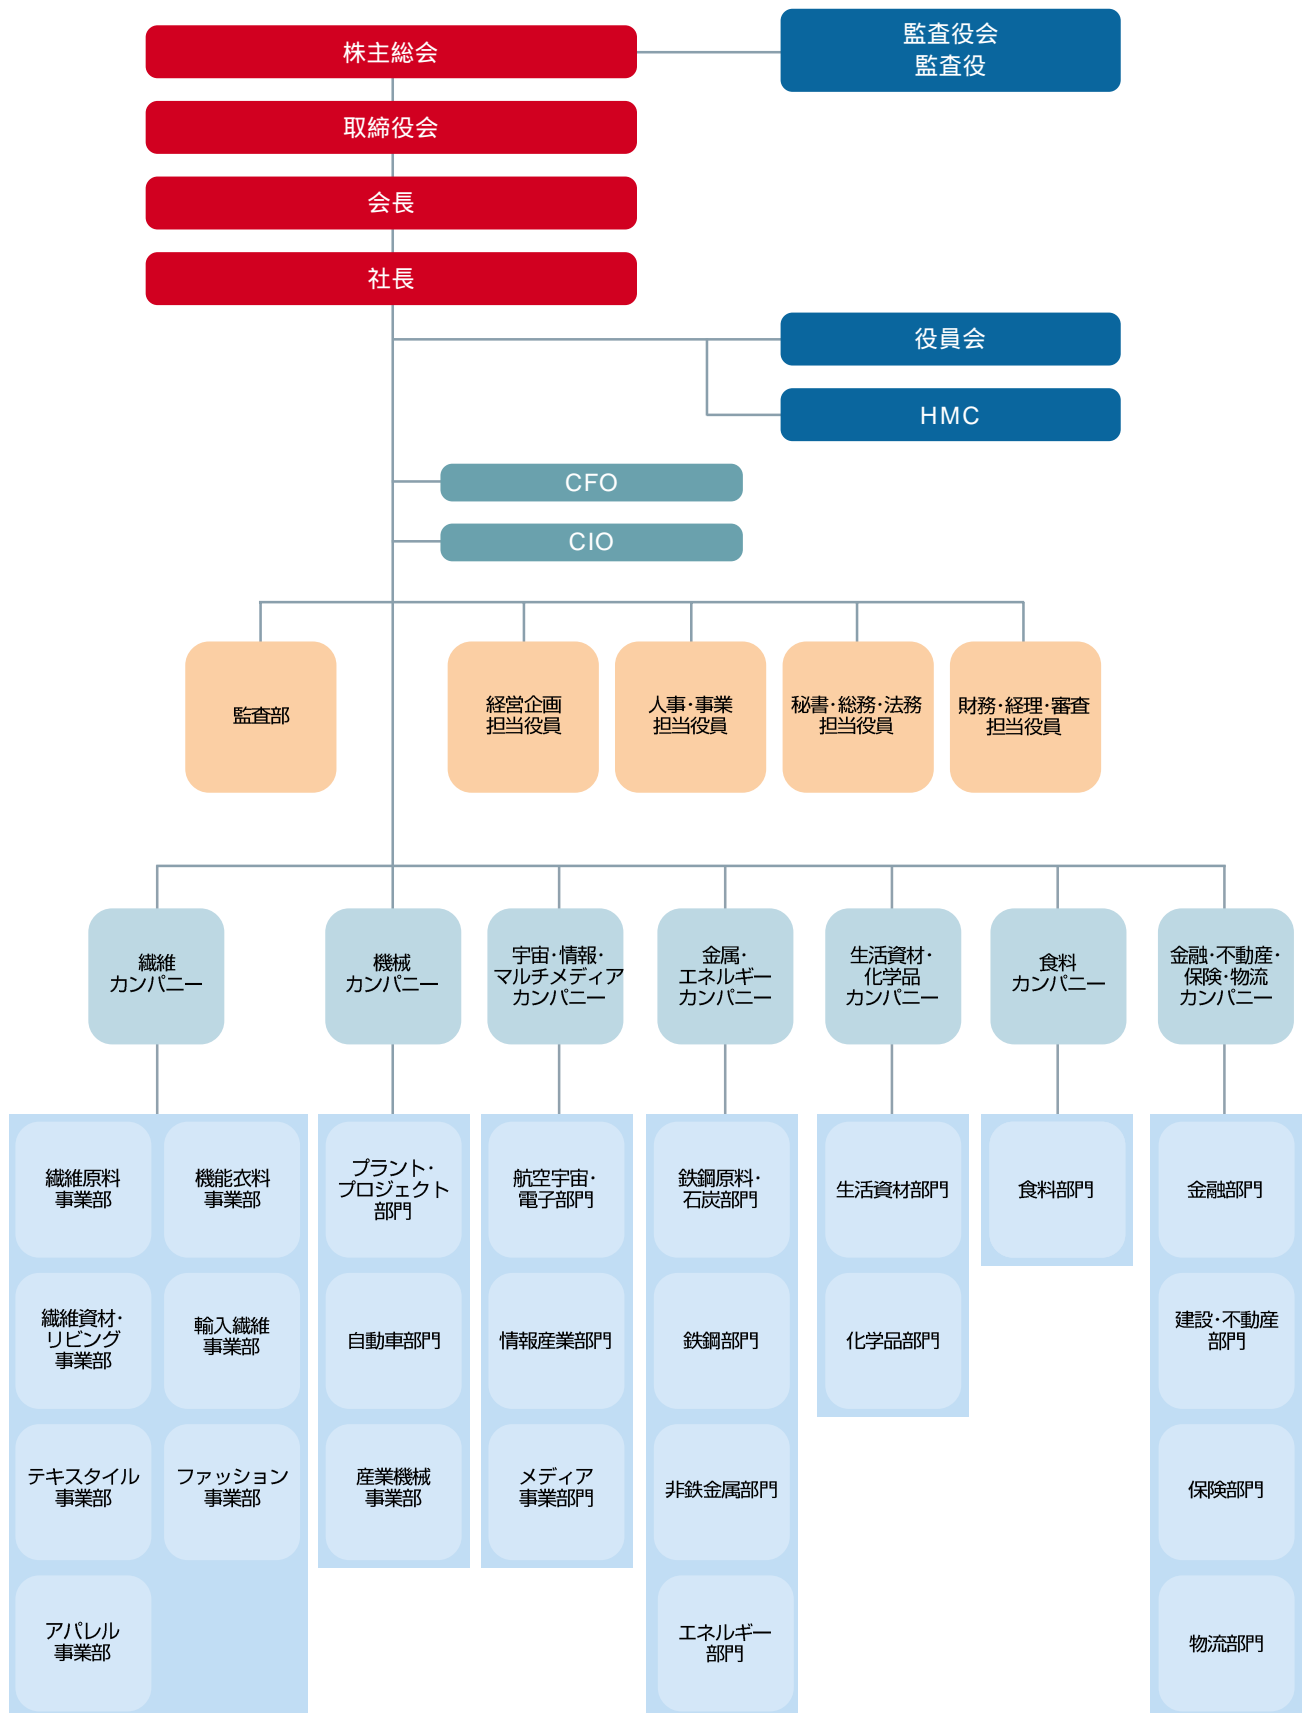 株主総会
監査役会
監査役
取締役会
会長
社長
役員会
HMC
CFO
CIO
監査部
経営企画
担当役員
人事・事業
担当役員
秘書・総務・法務
担当役員
財務・経理・審査
担当役員
繊維
カンパニー
機械
カンパニー
宇宙・情報・
マルチメディア
カンパニー
金属・
エネルギー
カンパニー
生活資材・
化学品
カンパニー
食料
カンパニー
金融・不動産・
保険・物流
カンパニー
繊維原料
事業部
機能衣料
事業部
プラント・
プロジェクト
部門
航空宇宙・
電子部門
鉄鋼原料・
石炭部門
生活資材部門
食料部門
金融部門
繊維資材・
リビング
事業部
輸入繊維
事業部
自動車部門
情報産業部門
鉄鋼部門
化学品部門
建設・不動産
部門
テキスタイル
事業部
ファッション
事業部
産業機械
事業部
メディア
事業部門
非鉄金属部門
保険部門
アパレル
事業部
エネルギー
部門
物流部門